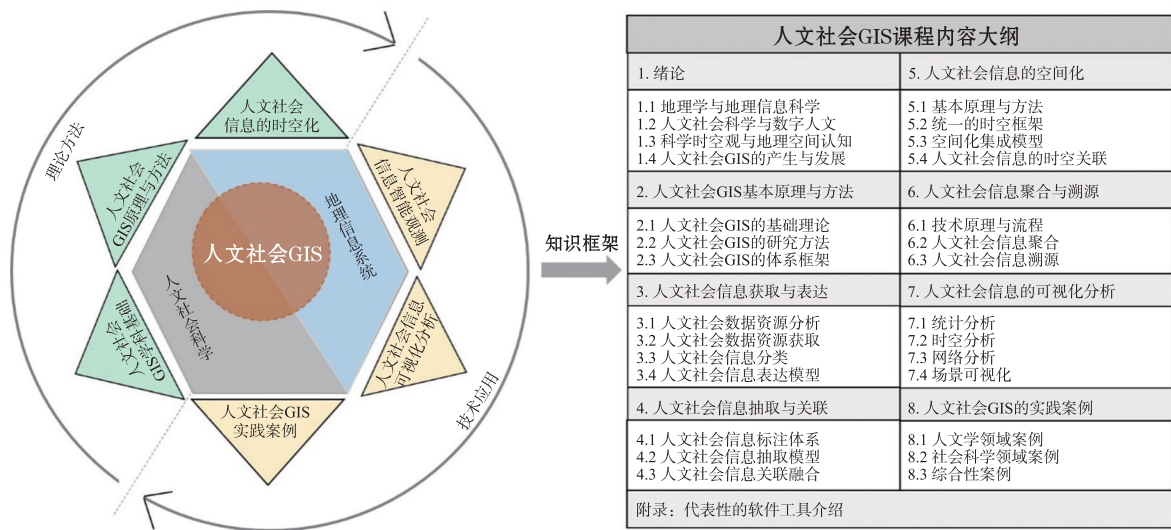 理论方法
人文社会
信息的时空化
人文社会
GIS原理与方法
人文社会
GIS学科基础
人文社会
信息智能观测
人文社会信息
可视化分析
人文社会GIS
实践案例
地理信息系统
人文社会GIS
人文社会科学
技术应用
知识框架
人文社会GIS课程内容大纲
1. 绪论
1.1 地理学与地理信息科学
1.2 人文社会科学与数字人文
1.3 科学时空观与地理空间认知
1.4 人文社会GIS的产生与发展
2. 人文社会GIS基本原理与方法
2.1 人文社会GIS的基础理论
2.2 人文社会GIS的研究方法
2.3 人文社会GIS的体系框架
3. 人文社会信息获取与表达
3.1 人文社会数据资源分析
3.2 人文社会数据资源获取
3.3 人文社会信息分类
3.4 人文社会信息表达模型
4. 人文社会信息抽取与关联
4.1 人文社会信息标注体系
4.2 人文社会信息抽取模型
4.3 人文社会信息关联融合
5. 人文社会信息的空间化
5.1 基本原理与方法
5.2 统一的时空框架
5.3 空间化集成模型
5.4 人文社会信息的时空关联
6. 人文社会信息聚合与溯源
6.1 技术原理与流程
6.2 人文社会信息聚合
6.3 人文社会信息溯源
7. 人文社会信息的可视化分析
7.1 统计分析
7.2 时空分析
7.3 网络分析
7.4 场景可视化
8. 人文社会GIS的实践案例
8.1 人文学领域案例
8.2 社会科学领域案例
8.3 综合性案例
附录：代表性的软件工具介绍